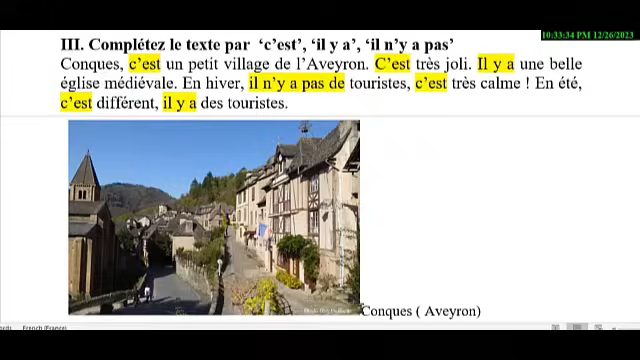 10:33:34 PM 12/26/2023
III. Complétez le texte par ‘c’est’, ‘il y a’, ‘il n’y a pas’
Conques, c’est un petit village de l’Aveyron. C’est très joli. Il y a une belle
église médiévale. En hiver, il n’y a pas de touristes, c’est très calme ! En été,
c’est différent, il y a des touristes.
Conques ( Aveyron)
French (France)